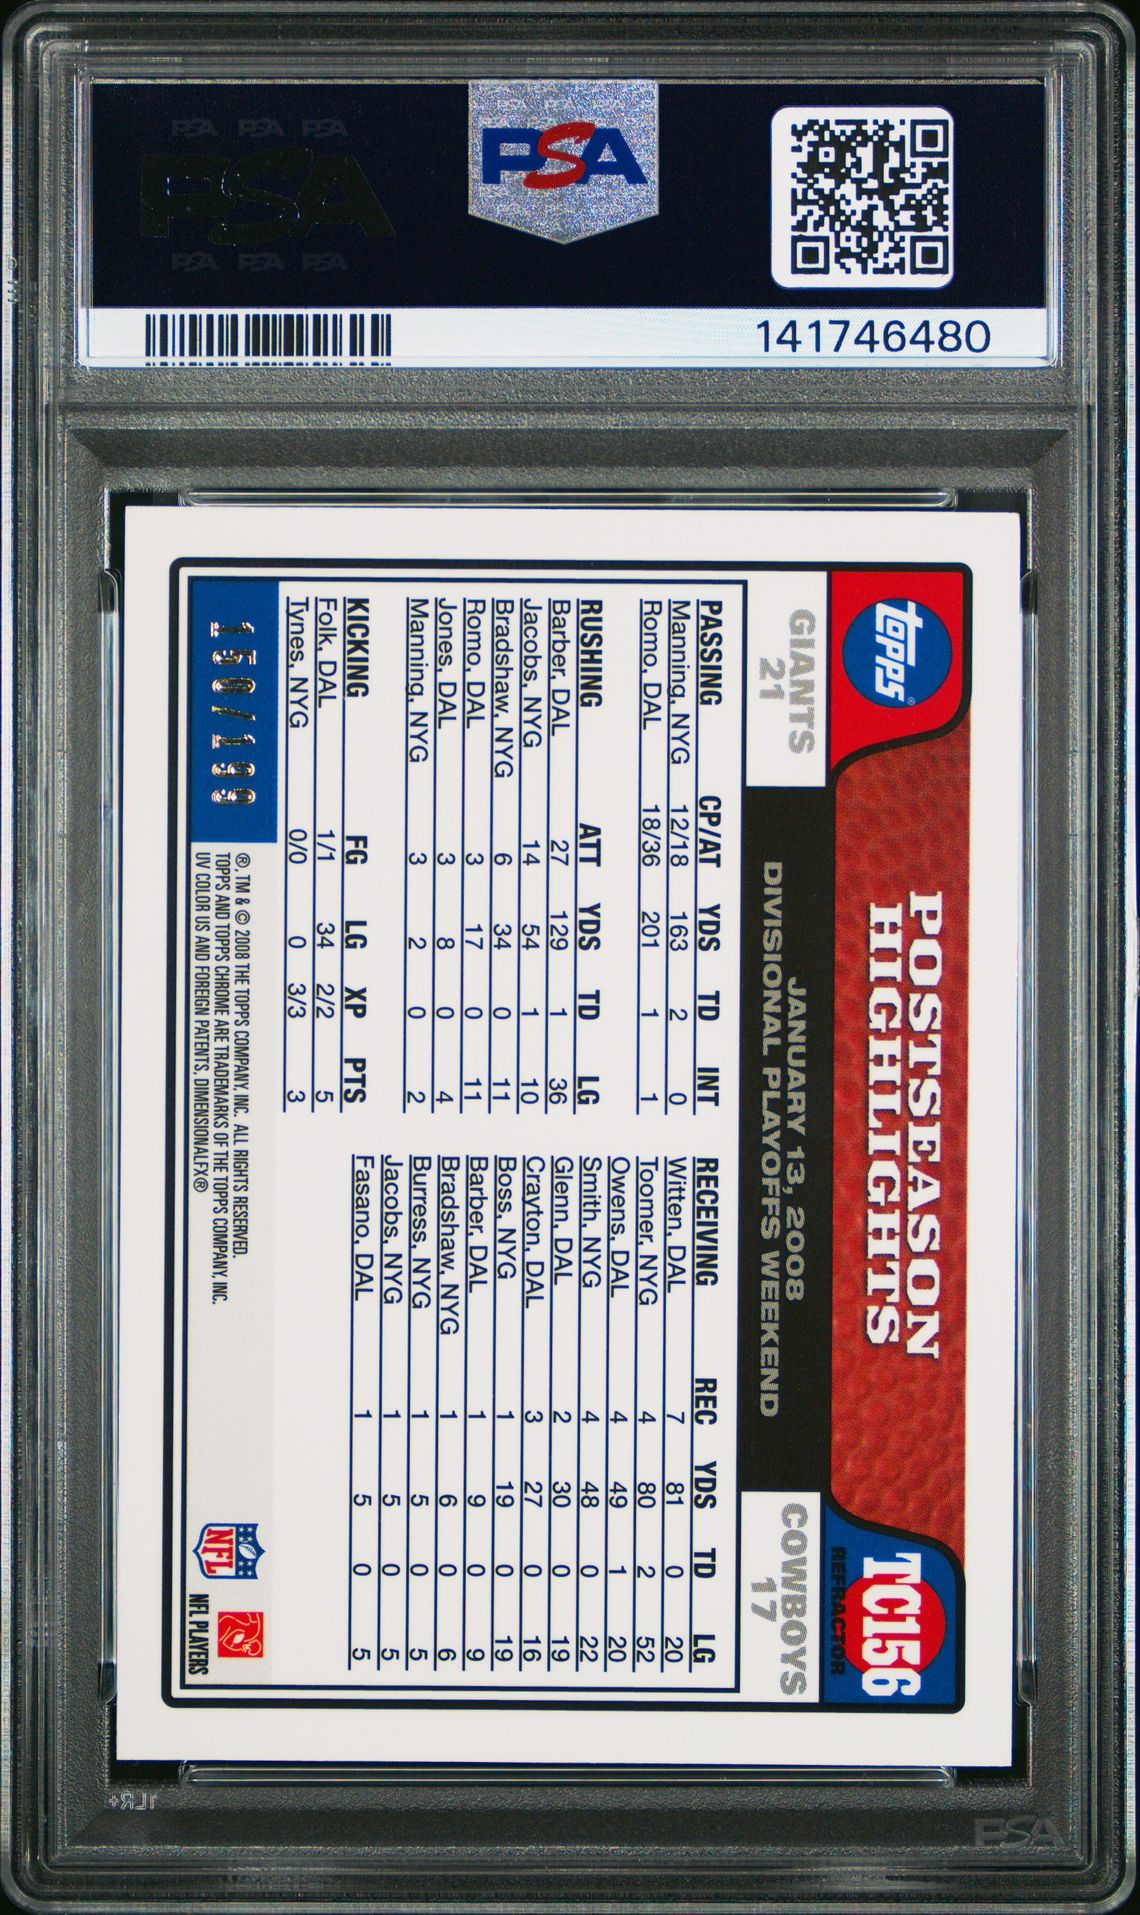 PSA PSA PSA
PSA
PSA PSA PSA
PSA
141746480
topps®
POSTSEASON
HIGHLIGHTS
TC156
REFRACTOR
GIANTS
21
JANUARY 13, 2008
DIVISIONAL PLAYOFFS WEEKEND
COWBOYS
17
PASSING CP/AT YDS TD INT
Manning, NYG 12/18 163 2 0
Romo, DAL 18/36 201 1 1
RUSHING ATT YDS TD LG
Barber, DAL 27 129 1 36
Jacobs, NYG 14 54 1 10
Bradshaw, NYG 6 34 0 11
Romo, DAL 3 17 0 11
Jones, DAL 3 8 0 4
Manning, NYG 3 2 0 2
KICKING FG LG XP PTS
Folk, DAL 1/1 34 2/2 5
Tynes, NYG 0/0 0 3/3 3
RECEIVING REC YDS TD LG
Witten, DAL 7 81 0 20
Toomer, NYG 4 80 2 52
Owens, DAL 4 49 1 20
Smith, NYG 4 48 0 22
Glenn, DAL 2 30 0 19
Crayton, DAL 3 27 0 16
Boss, NYG 1 19 0 19
Barber, DAL 1 9 0 9
Bradshaw, NYG 1 6 0 6
Burress, NYG 1 5 0 5
Jacobs, NYG 1 5 0 5
Fasano, DAL 1 5 0 5
/199
®, TM & © 2008 THE TOPPS COMPANY, INC. ALL RIGHTS RESERVED.
TOPPS AND TOPPS CHROME ARE TRADEMARKS OF THE TOPPS COMPANY, INC.
UV COLOR US AND FOREIGN PATENTS, DIMENSIONALFX®
NFL
NFL PLAYERS
PSA